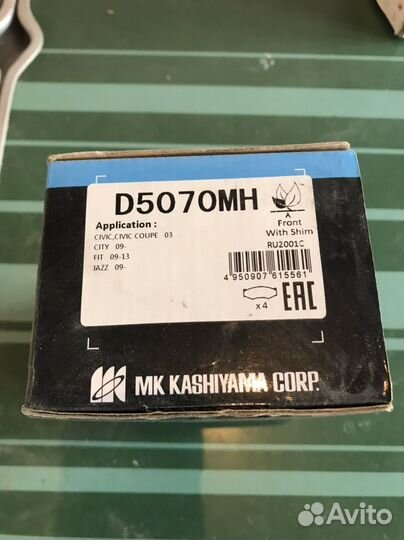 D5070MH
Application :
CIVIC,CIVIC COUPE 03
CITY 09-
FIT 09-13
JAZZ 09-
A
Front
With Shim
RU2001C
4 950907 615561
x4
EAC
MK KASHIYAMA CORP.
Avito